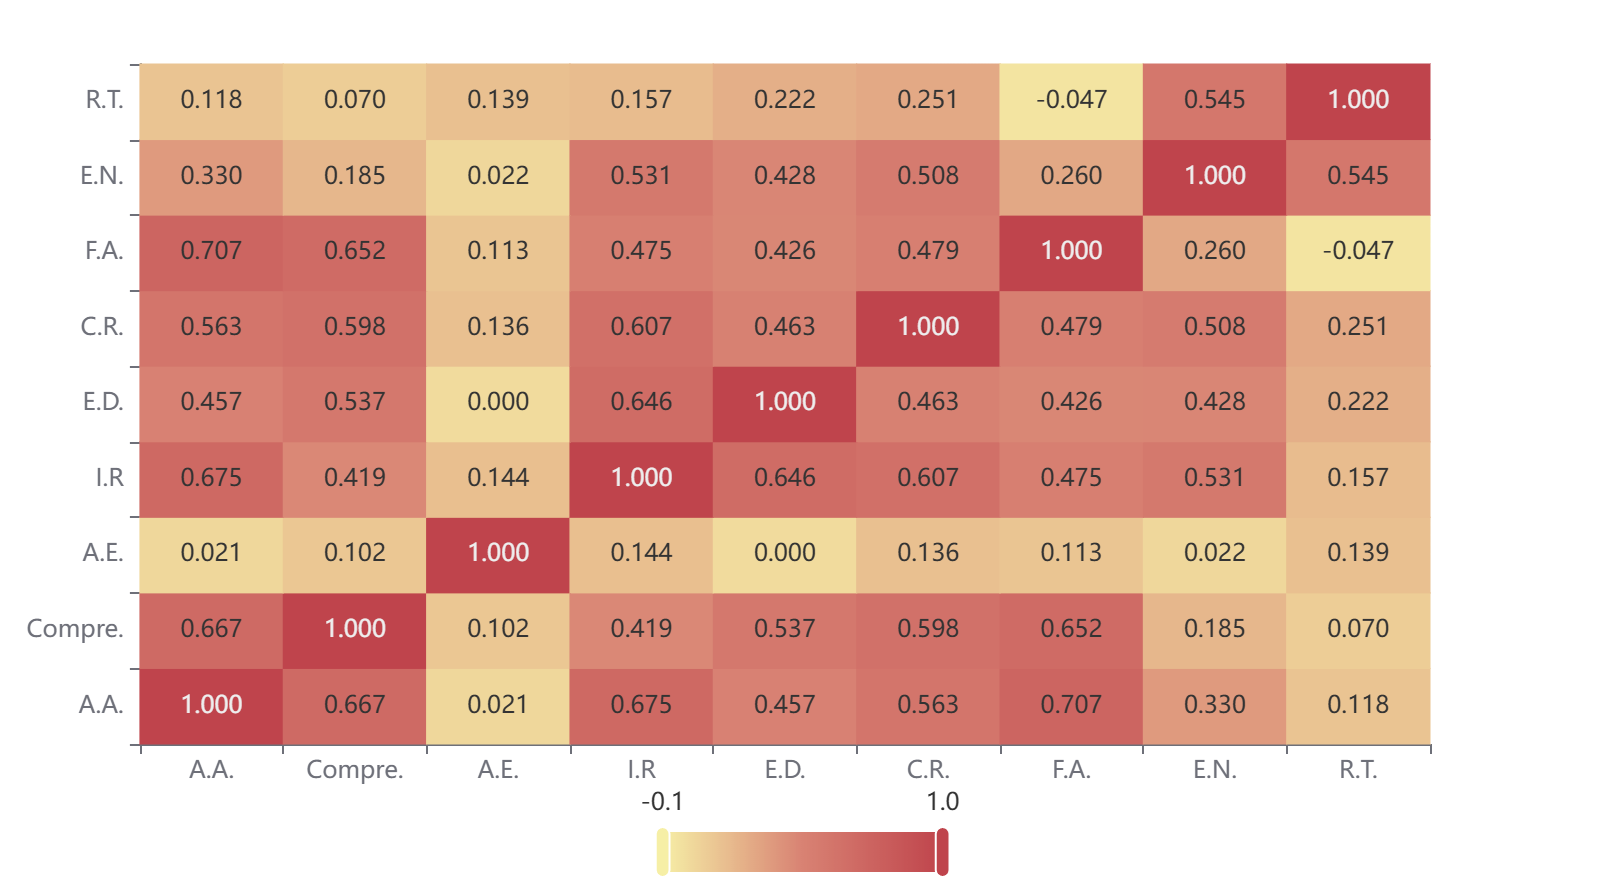 R.T. 0.118 0.070 0.139 0.157 0.222 0.251 -0.047 0.545 1.000
E.N. 0.330 0.185 0.022 0.531 0.428 0.508 0.260 1.000 0.545
F.A. 0.707 0.652 0.113 0.475 0.426 0.479 1.000 0.260 -0.047
C.R. 0.563 0.598 0.136 0.607 0.463 1.000 0.479 0.508 0.251
E.D. 0.457 0.537 0.000 0.646 1.000 0.463 0.426 0.428 0.222
I.R 0.675 0.419 0.144 1.000 0.646 0.607 0.475 0.531 0.157
A.E. 0.021 0.102 1.000 0.144 0.000 0.136 0.113 0.022 0.139
Compre. 0.667 1.000 0.102 0.419 0.537 0.598 0.652 0.185 0.070
A.A. 1.000 0.667 0.021 0.675 0.457 0.563 0.707 0.330 0.118
A.A. Compre. A.E. I.R E.D. C.R. F.A. E.N. R.T.
-0.1 1.0